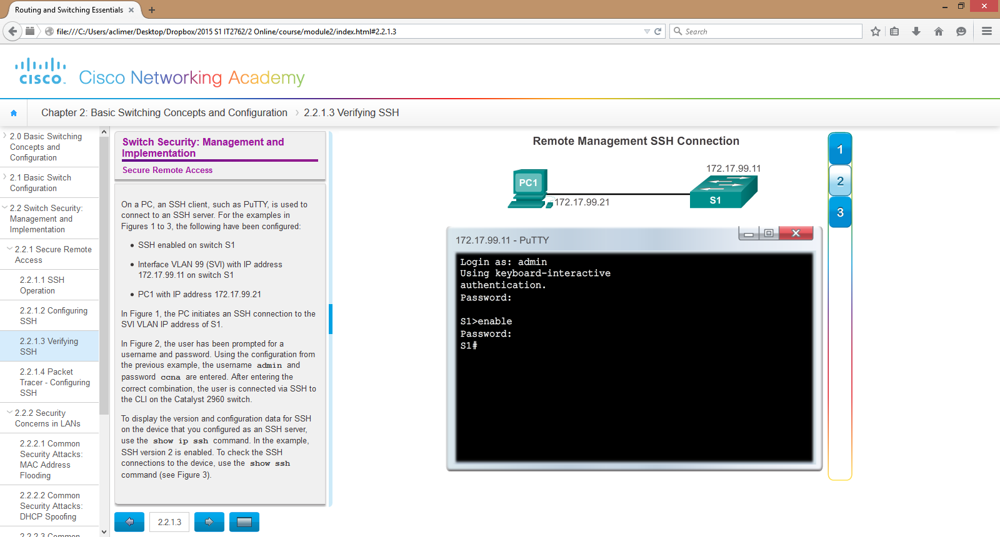 Routing and Switching Essentials
file:///C:/Users/aclimer/Desktop/Dropbox/2015 S1 IT2762/2 Online/course/module2/index.html#2.2.1.3
Search
CISCO.
Cisco Networking Academy
Chapter 2: Basic Switching Concepts and Configuration
2.2.1.3 Verifying SSH
2.0 Basic Switching
Concepts and
Configuration
2.1 Basic Switch
Configuration
2.2 Switch Security:
Management and
Implementation
2.2.1 Secure Remote
Access
2.2.1.1 SSH
Operation
2.2.1.2 Configuring
SSH
2.2.1.3 Verifying
SSH
2.2.1.4 Packet
Tracer - Configuring
SSH
2.2.2 Security
Concerns in LANs
2.2.2.1 Common
Security Attacks:
MAC Address
Flooding
2.2.2.2 Common
Security Attacks:
DHCP Spoofing
2.2.2.3 Common
Switch Security: Management and
Implementation
Secure Remote Access
On a PC, an SSH client, such as PuTTY, is used to
connect to an SSH server. For the examples in
Figures 1 to 3, the following have been configured:
• SSH enabled on switch S1
• Interface VLAN 99 (SVI) with IP address
172.17.99.11 on switch S1
• PC1 with IP address 172.17.99.21
In Figure 1, the PC initiates an SSH connection to the
SVI VLAN IP address of S1.
In Figure 2, the user has been prompted for a
username and password. Using the configuration from
the previous example, the username admin and
password ccna are entered. After entering the
correct combination, the user is connected via SSH to
the CLI on the Catalyst 2960 switch.
To display the version and configuration data for SSH
on the device that you configured as an SSH server,
use the show ip ssh command. In the example,
SSH version 2 is enabled. To check the SSH
connections to the device, use the show ssh
command (see Figure 3).
2.2.1.3
Remote Management SSH Connection
172.17.99.11
PC1
172.17.99.21
S1
172.17.99.11 - PuTTY
Login as: admin
Using keyboard-interactive
authentication.
Password:
S1>enable
Password:
S1#
1
2
3